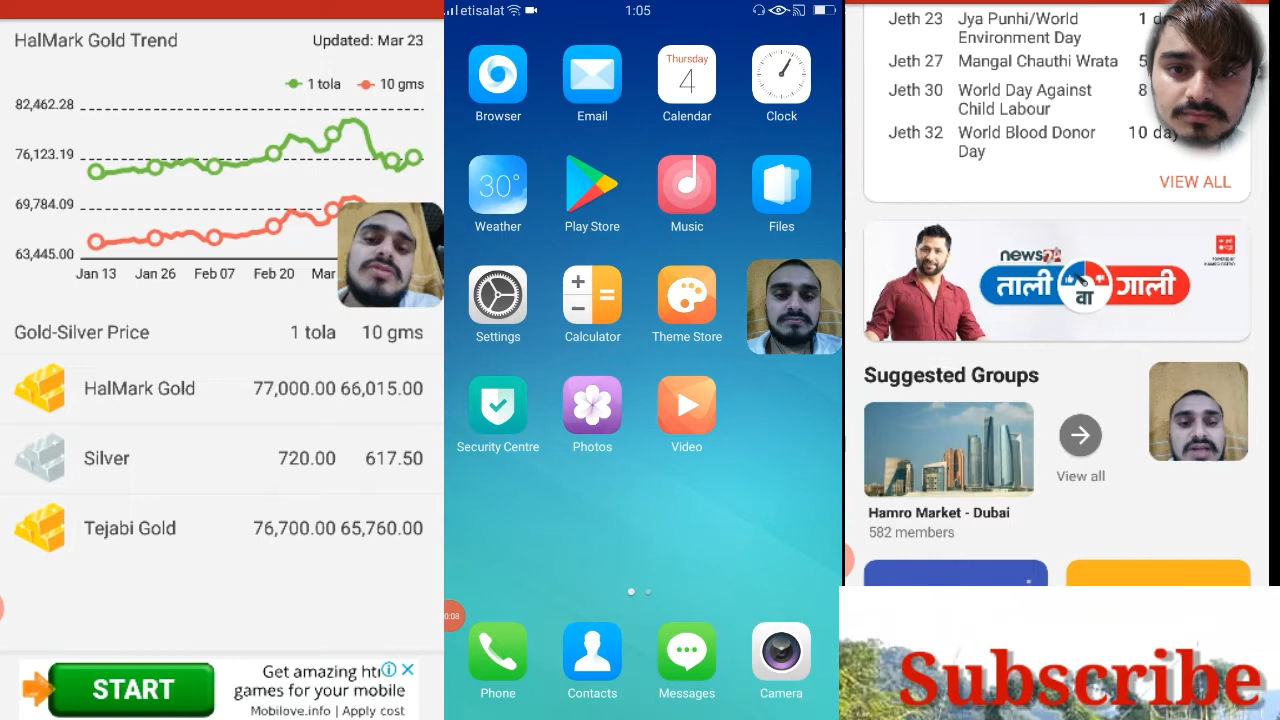 HalMark Gold Trend
Updated: Mar 23
1 tola
10 gms
82,462.28
76,123.19
69,784.09
63,445.00
Jan 13
Jan 26
Feb 07
Feb 20
Mar
Gold-Silver Price
1 tola
10 gms
HalMark Gold
77,000.00
66,015.00
Silver
720.00
617.50
Tejabi Gold
76,700.00
65,760.00
START
Get amazing
games for your mobile
Mobilove.info | Apply cost
etisalat
1:05
Browser
Email
Thursday
4
Calendar
Clock
30°
Weather
Play Store
Music
Files
Settings
Calculator
Theme Store
Security Centre
Photos
Video
0:08
Phone
Contacts
Messages
Camera
Jeth 23
Jya Punhi/World
Environment Day
1
Jeth 27
Mangal Chauthi Wrata
5
Jeth 30
World Day Against
Child Labour
8
Jeth 32
World Blood Donor
Day
10
VIEW ALL
news24
ताली
वा
गाली
Suggested Groups
View all
Hamro Market - Dubai
582 members
Subscribe